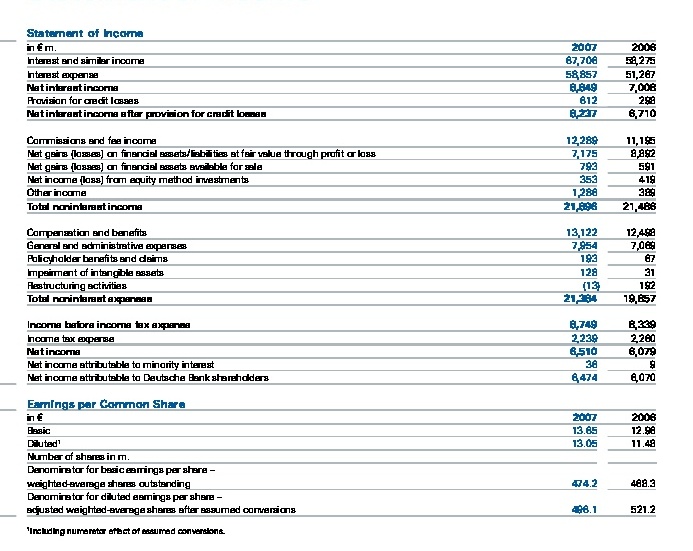 Statement of Income
in € m. 2007 2006
Interest and similar income 67,706 58,275
Interest expense 58,857 51,267
Net interest income 8,849 7,008
Provision for credit losses 612 298
Net interest income after provision for credit losses 8,237 6,710
Commissions and fee income 12,289 11,195
Net gains (losses) on financial assets/liabilities at fair value through profit or loss 7,175 8,892
Net gains (losses) on financial assets available for sale 793 591
Net income (loss) from equity method investments 353 419
Other income 1,286 389
Total noninterest income 21,896 21,486
Compensation and benefits 13,122 12,498
General and administrative expenses 7,954 7,069
Policyholder benefits and claims 193 67
Impairment of intangible assets 128 31
Restructuring activities (13) 192
Total noninterest expenses 21,384 19,857
Income before income tax expense 8,749 8,339
Income tax expense 2,239 2,260
Net income 6,510 6,079
Net income attributable to minority interest 36 9
Net income attributable to Deutsche Bank shareholders 6,474 6,070
Earnings per Common Share
in € 2007 2006
Basic 13.65 12.96
Diluted¹ 13.05 11.48
Number of shares in m.
Denominator for basic earnings per share –
weighted-average shares outstanding 474.2 468.3
Denominator for diluted earnings per share –
adjusted weighted-average shares after assumed conversions 496.1 521.2
¹Including numerator effect of assumed conversions.